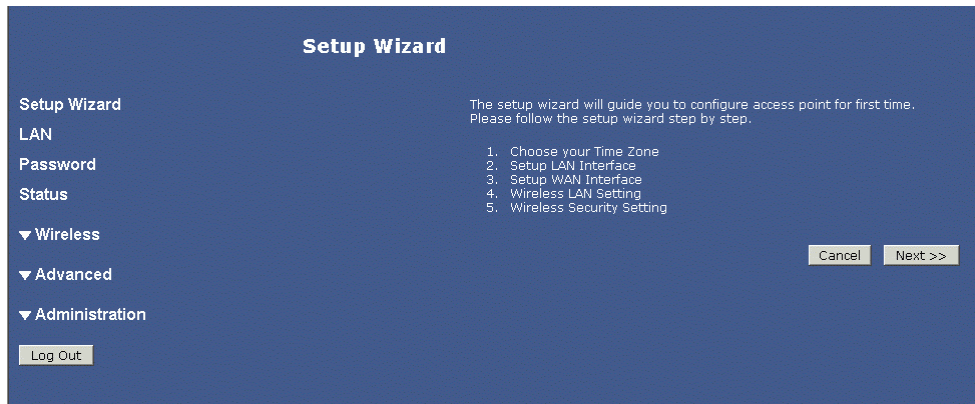 Setup Wizard
Setup Wizard
LAN
Password
Status
▼ Wireless
▼ Advanced
▼ Administration
Log Out
The setup wizard will guide you to configure access point for first time.
Please follow the setup wizard step by step.
1. Choose your Time Zone
2. Setup LAN Interface
3. Setup WAN Interface
4. Wireless LAN Setting
5. Wireless Security Setting
Cancel
Next >>